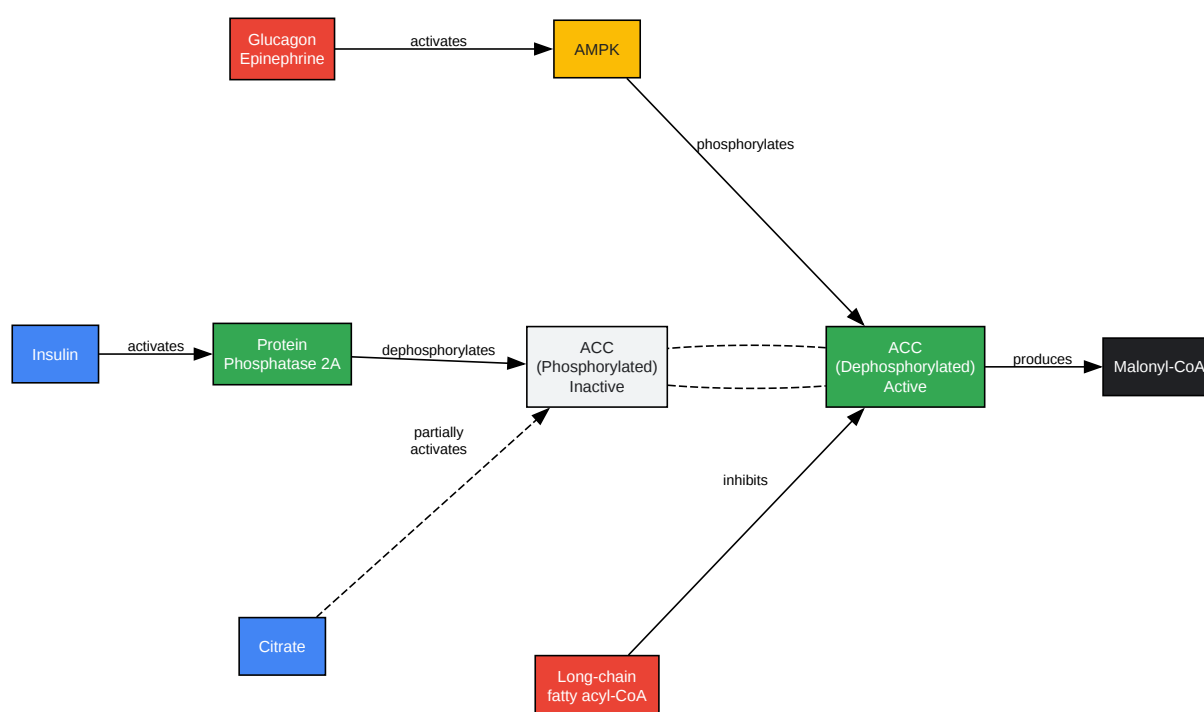 Glucagon
Epinephrine
activates
AMPK
phosphorylates
Insulin
activates
Protein
Phosphatase 2A
dephosphorylates
ACC
(Phosphorylated)
Inactive
ACC
(Dephosphorylated)
Active
produces
Malonyl-CoA
partially
activates
inhibits
Citrate
Long-chain
fatty acyl-CoA